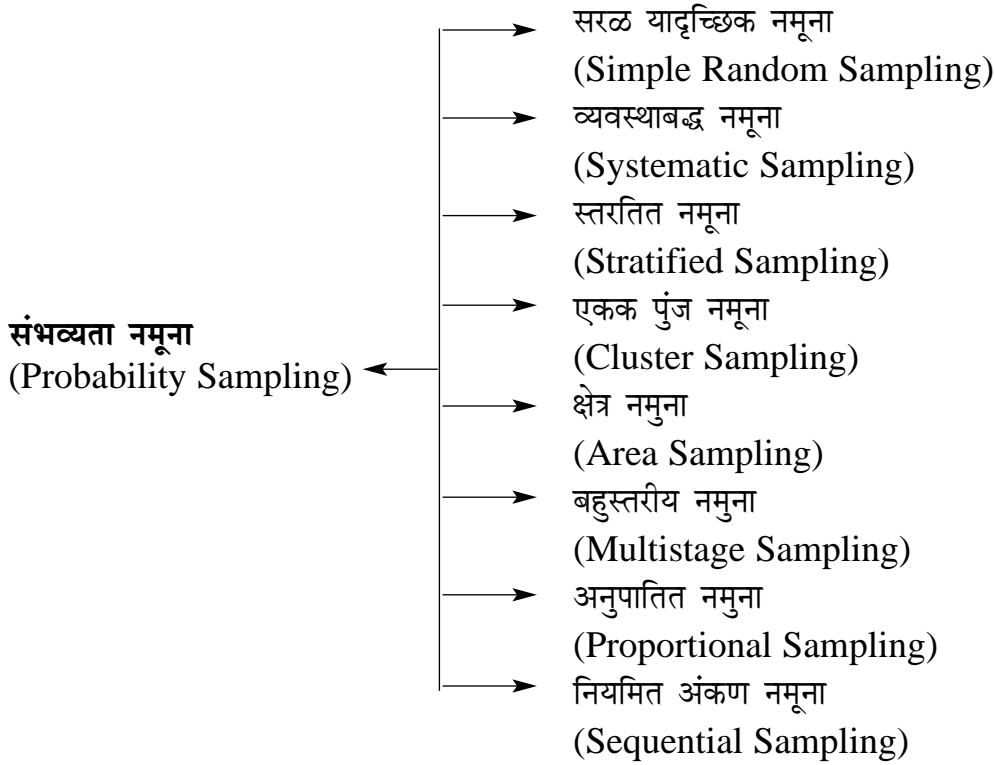 सरळ यादृच्छिक नमूना
(Simple Random Sampling)
व्यवस्थाबद्ध नमूना
(Systematic Sampling)
स्तरतित नमूना
(Stratified Sampling)
एकक पुंज नमूना
(Cluster Sampling)
संभव्यता नमूना
(Probability Sampling)
क्षेत्र नमुना
(Area Sampling)
बहुस्तरीय नमुना
(Multistage Sampling)
अनुपातित नमुना
(Proportional Sampling)
नियमित अंकण नमूना
(Sequential Sampling)